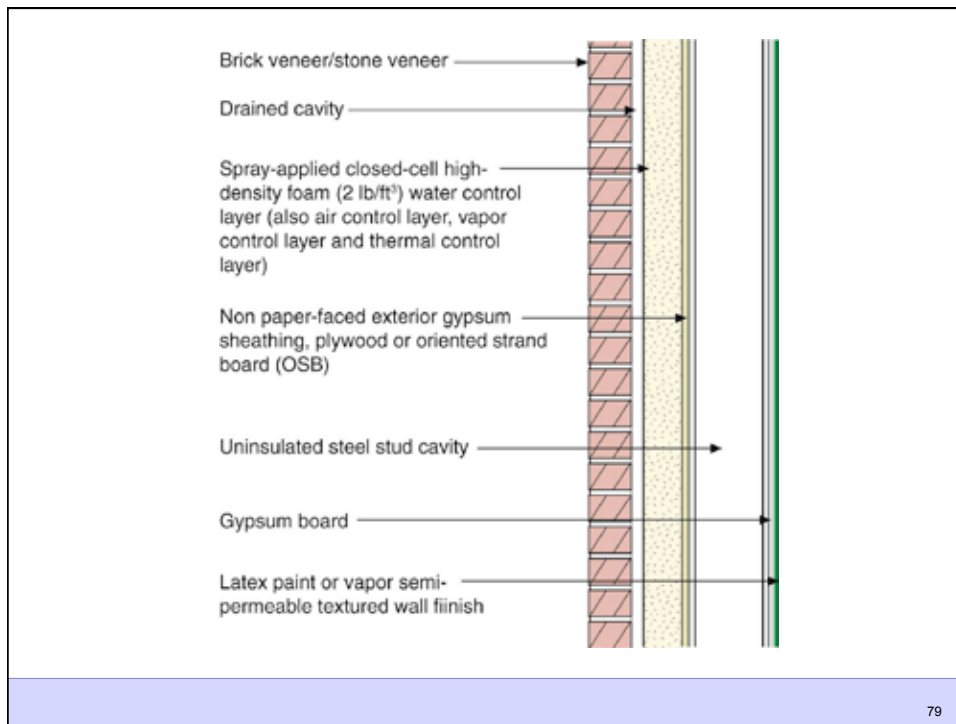 Brick veneer/stone veneer
Drained cavity
Spray-applied closed-cell high-
density foam (2 lb/ft³) water control
layer (also air control layer, vapor
control layer and thermal control
layer)
Non paper-faced exterior gypsum
sheathing, plywood or oriented strand
board (OSB)
Uninsulated steel stud cavity
Gypsum board
Latex paint or vapor semi-
permeable textured wall fiinish
79